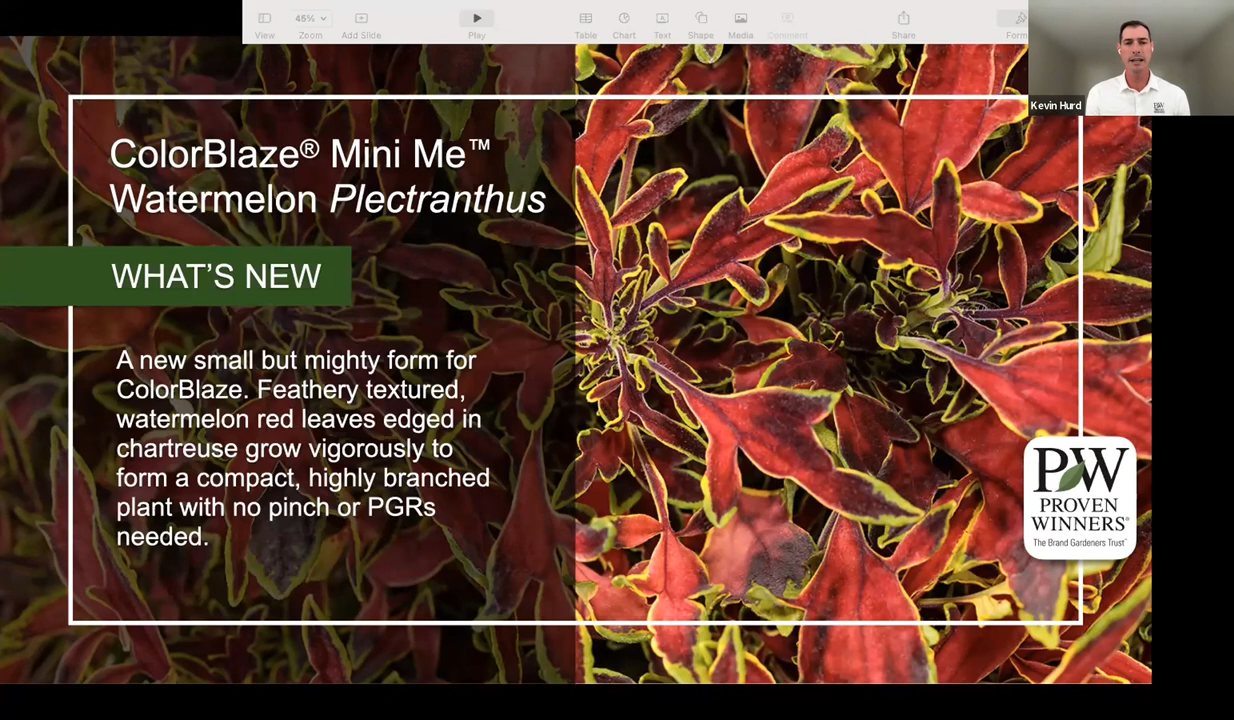 45%
View
Zoom
Add Slide
Play
Table
Chart
Text
Shape
Media
Comment
Share
Form
Kevin Hurd
PW
ColorBlaze® Mini Me™
Watermelon Plectranthus
WHAT'S NEW
A new small but mighty form for
ColorBlaze. Feathery textured,
watermelon red leaves edged in
chartreuse grow vigorously to
form a compact, highly branched
plant with no pinch or PGRs
needed.
PW
PROVEN
WINNERS®
The Brand Gardeners Trust™